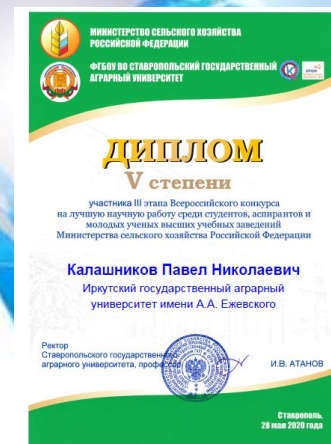 МИНИСТЕРСТВО СЕЛЬСКОГО ХОЗЯЙСТВА
РОССИЙСКОЙ ФЕДЕРАЦИИ
ФГБОУ ВО СТАВРОПОЛЬСКИЙ ГОСУДАРСТВЕННЫЙ
АГРАРНЫЙ УНИВЕРСИТЕТ
ДИПЛОМ
V степени
участника III этапа Всероссийского конкурса
на лучшую научную работу среди студентов, аспирантов и
молодых ученых высших учебных заведений
Министерства сельского хозяйства Российской Федерации
Калашников Павел Николаевич
Иркутский государственный аграрный
университет имени А.А. Ежевского
Ректор
Ставропольского государственного
аграрного университета, профессор
И.В. АТАНОВ
Ставрополь,
28 мая 2020 года